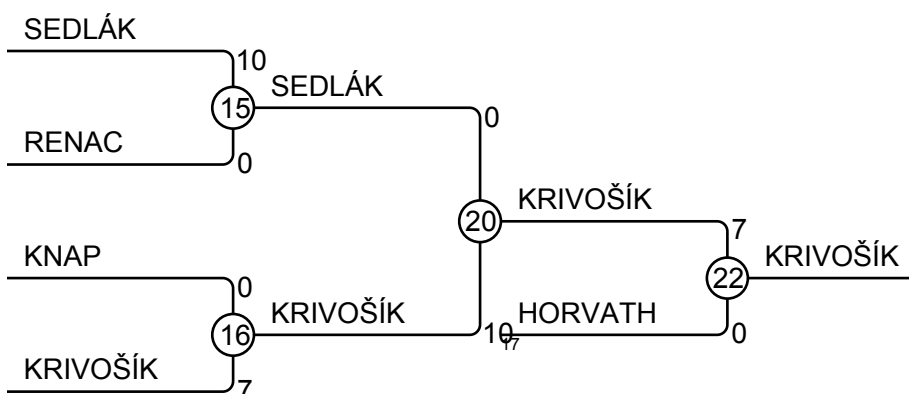 SEDLÁK
10
15
SEDLÁK
0
RENAC
0
20
KRIVOŠÍK
7
KNAP
0
22
KRIVOŠÍK
16
KRIVOŠÍK
10
17
HORVATH
0
KRIVOŠÍK
7